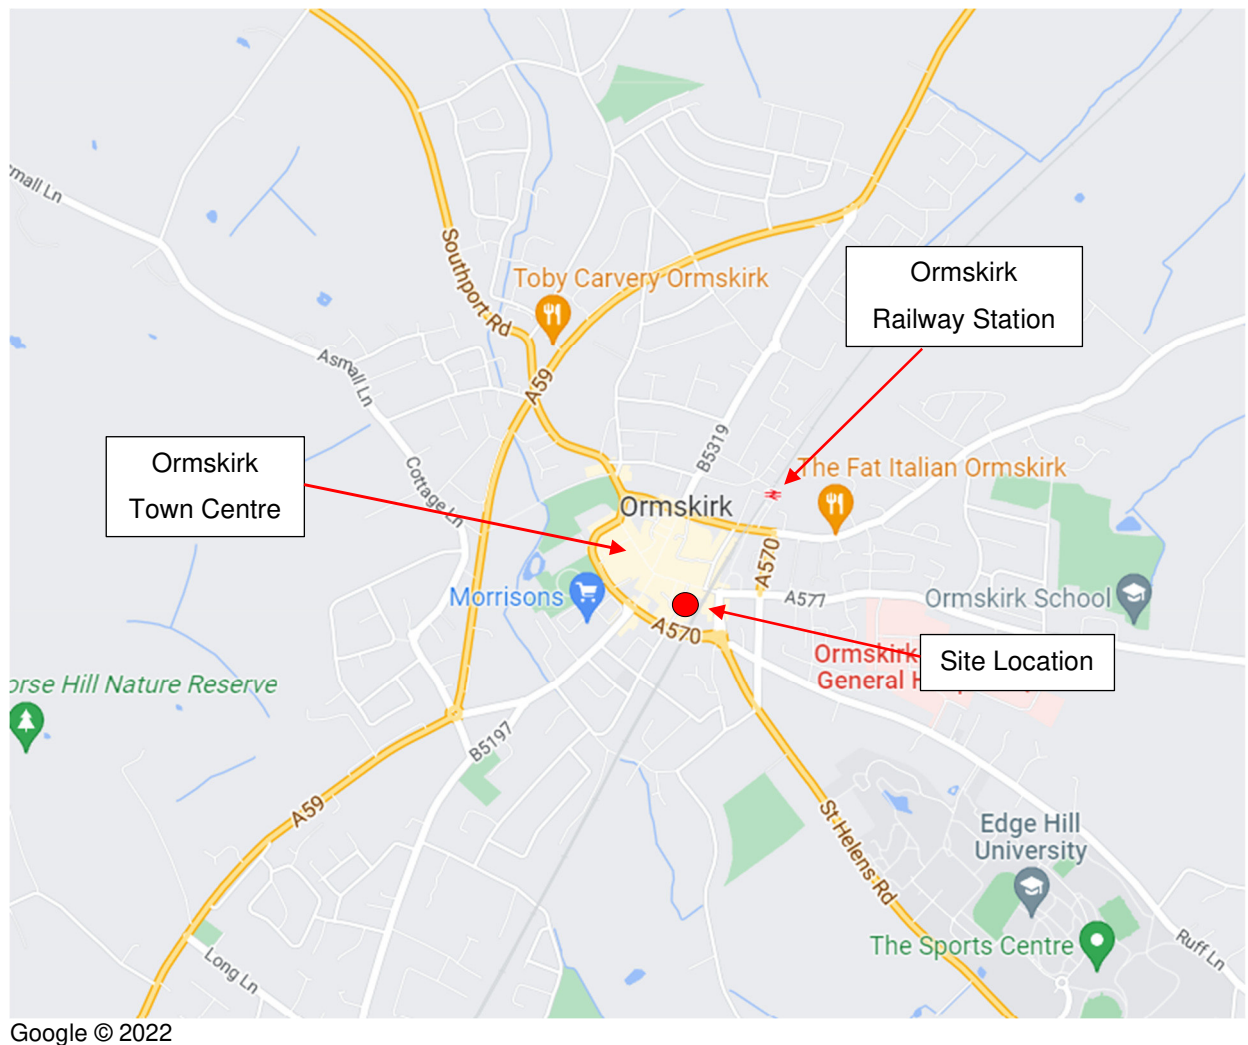 mall Ln
Southport Rd
Toby Carvery Ormskirk
Ormskirk
Railway Station
Asmall Ln
A59
B5319
The Fat Italian Ormskirk
Ormskirk
Town Centre
Cottage Ln
Ormskirk
A570
Morrisons
A577
Ormskirk School
A570
Site Location
Ormskirk
General H
orse Hill Nature Reserve
B5197
A59
St Helens Rd
Edge Hill
University
The Sports Centre
Ruff Ln
Long Ln
Google © 2022